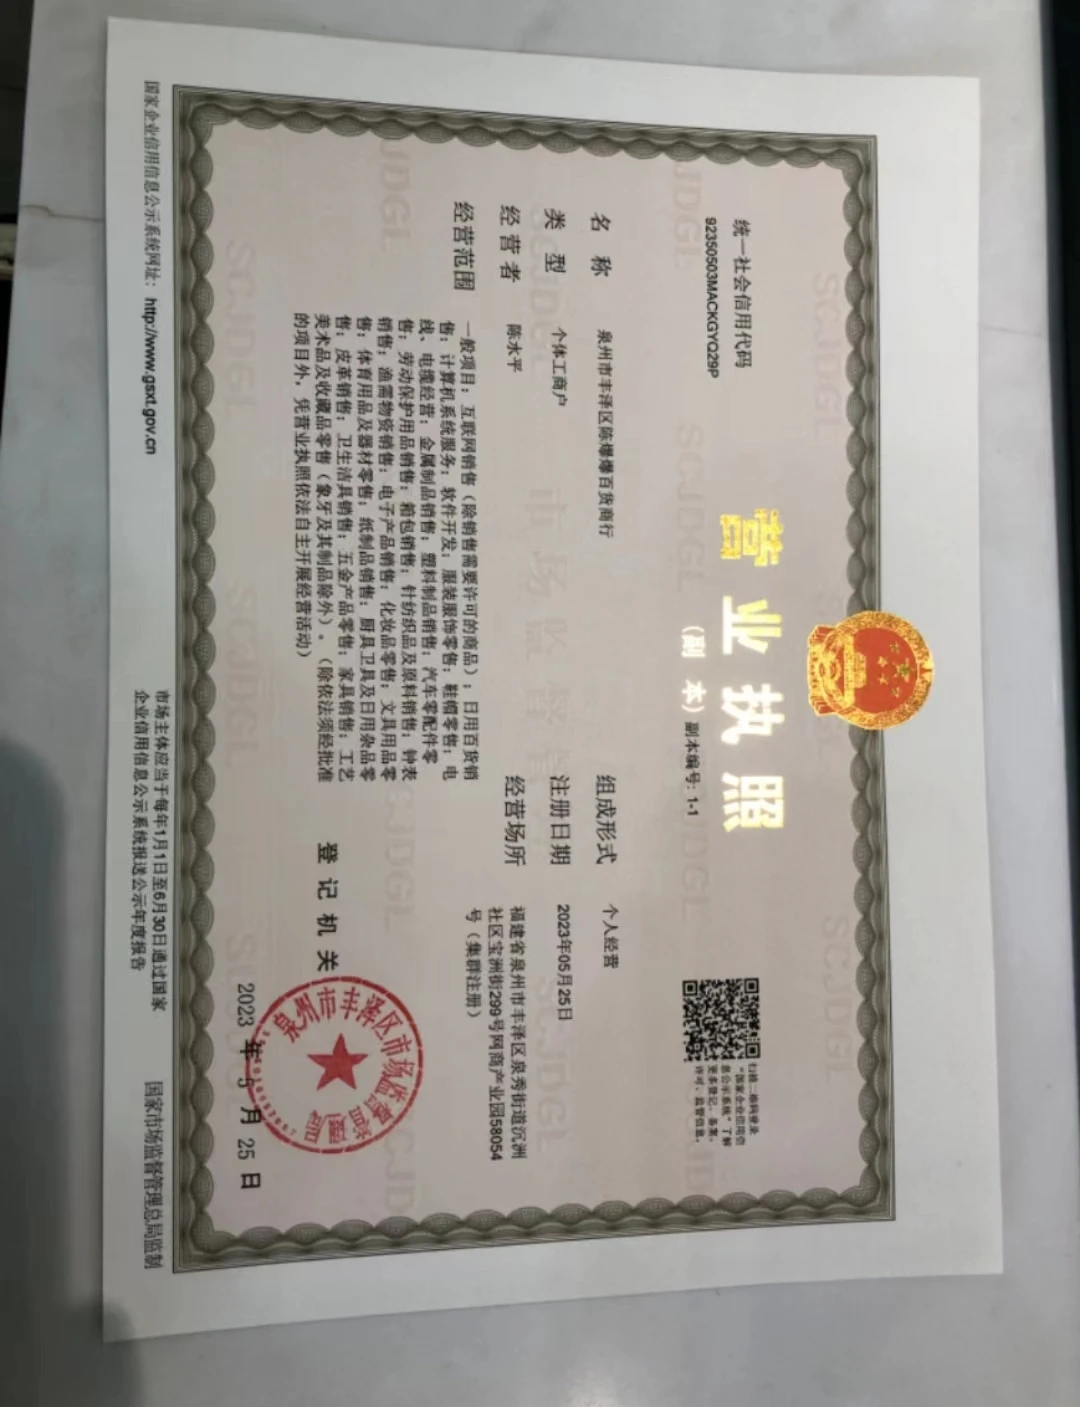 营业执照
（副 本） 副本编号: 1-1
统一社会信用代码
92350503MACKGYQ29P
扫描二维码登录
“国家企业信用信
息公示系统”了解
更多登记、备案、
许可、监管信息。
名 称 泉州市丰泽区陈爆爆百货商行
类 型 个体工商户
经 营 者 陈水平
经营范围 一般项目：互联网销售（除销售需要许可的商品）；日用百货销
售；计算机系统服务；软件开发；服装服饰零售；鞋帽零售；电
线、电缆经营；金属制品销售；塑料制品销售；汽车零配件零
售；劳动保护用品销售；箱包销售；针纺织品及原料销售；钟表
销售；渔需物资销售；电子产品销售；化妆品零售；文具用品零
售；体育用品及器材零售；纸制品销售；厨具卫具及日用杂品零
售；皮革销售；卫生洁具销售；五金产品零售；家具销售；工艺
美术品及收藏品零售（象牙及其制品除外）。（除依法须经批准
的项目外，凭营业执照依法自主开展经营活动）
组成形式 个人经营
注册日期 2023年05月25日
经营场所 福建省泉州市丰泽区泉秀街道沉洲
社区宝洲街299号网商产业园58054
号（集群注册）
登 记 机 关
泉州市丰泽区市场监督管理局
2023 年 5 月 25 日
国家企业信用信息公示系统网址： http://www.gsxt.gov.cn
市场主体应当于每年1月1日至6月30日通过国家
企业信用信息公示系统报送公示年度报告
国家市场监督管理总局监制
SCJDGL